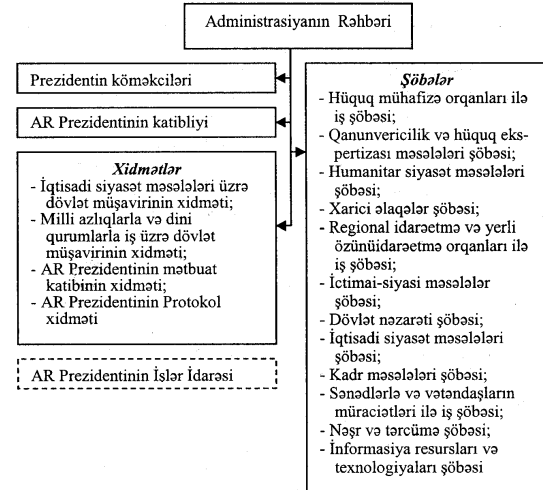 Administrasiyanın Rəhbəri
Prezidentin köməkciləri
AR Prezidentinin katibliyi
Xidmətlər
- İqtisadi siyasət məsələləri üzrə
dövlət müşavirinin xidməti;
- Milli azlıqlarla və dini
qurumlarla iş üzrə dövlət
müşavirinin xidməti;
- AR Prezidentinin mətbuat
katibinin xidməti;
- AR Prezidentinin Protokol
xidməti
AR Prezidentinin İşlər İdarəsi
Şöbələr
- Hüquq mühafizə orqanları ilə
iş şöbəsi;
- Qanunvericilik və hüquq eks-
pertizası məsələləri şöbəsi;
- Humanitar siyasət məsələləri
şöbəsi;
- Xarici əlaqələr şöbəsi;
- Regional idarəetmə və yerli
özünüidarəetmə orqanları ilə
iş şöbəsi;
- İctimai-siyasi məsələlər
şöbəsi;
- Dövlət nəzarəti şöbəsi;
- İqtisadi siyasət məsələləri
şöbəsi;
- Kadr məsələləri şöbəsi;
- Sənədlərlə və vətəndaşların
müraciətləri ilə iş şöbəsi;
- Nəşr və tərcümə şöbəsi;
- İnformasiya resursları və
texnologiyaları şöbəsi